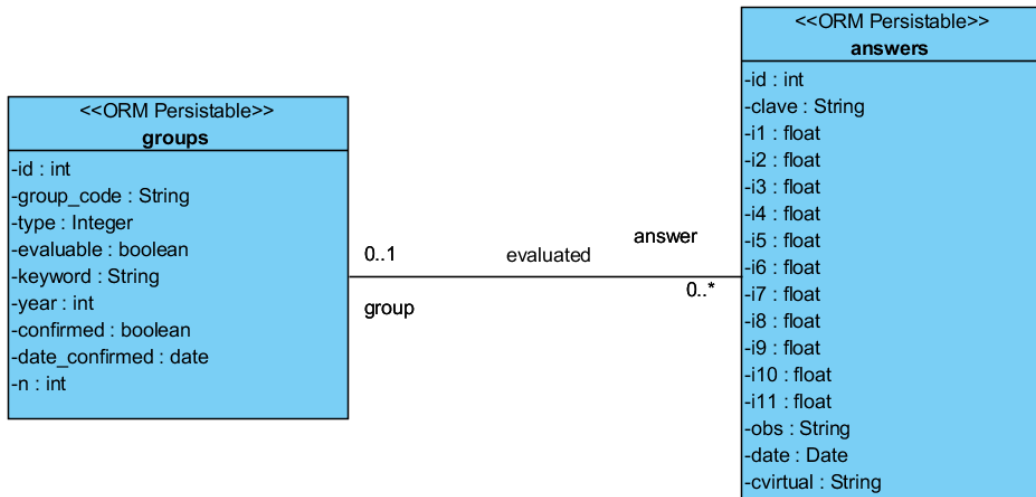 <<ORM Persistable>>
groups
-id : int
-group_code : String
-type : Integer
-evaluable : boolean
-keyword : String
-year : int
-confirmed : boolean
-date_confirmed : date
-n : int
0..1
evaluated
answer
group
0..*
<<ORM Persistable>>
answers
-id : int
-clave : String
-i1 : float
-i2 : float
-i3 : float
-i4 : float
-i5 : float
-i6 : float
-i7 : float
-i8 : float
-i9 : float
-i10 : float
-i11 : float
-obs : String
-date : Date
-cvirtual : String